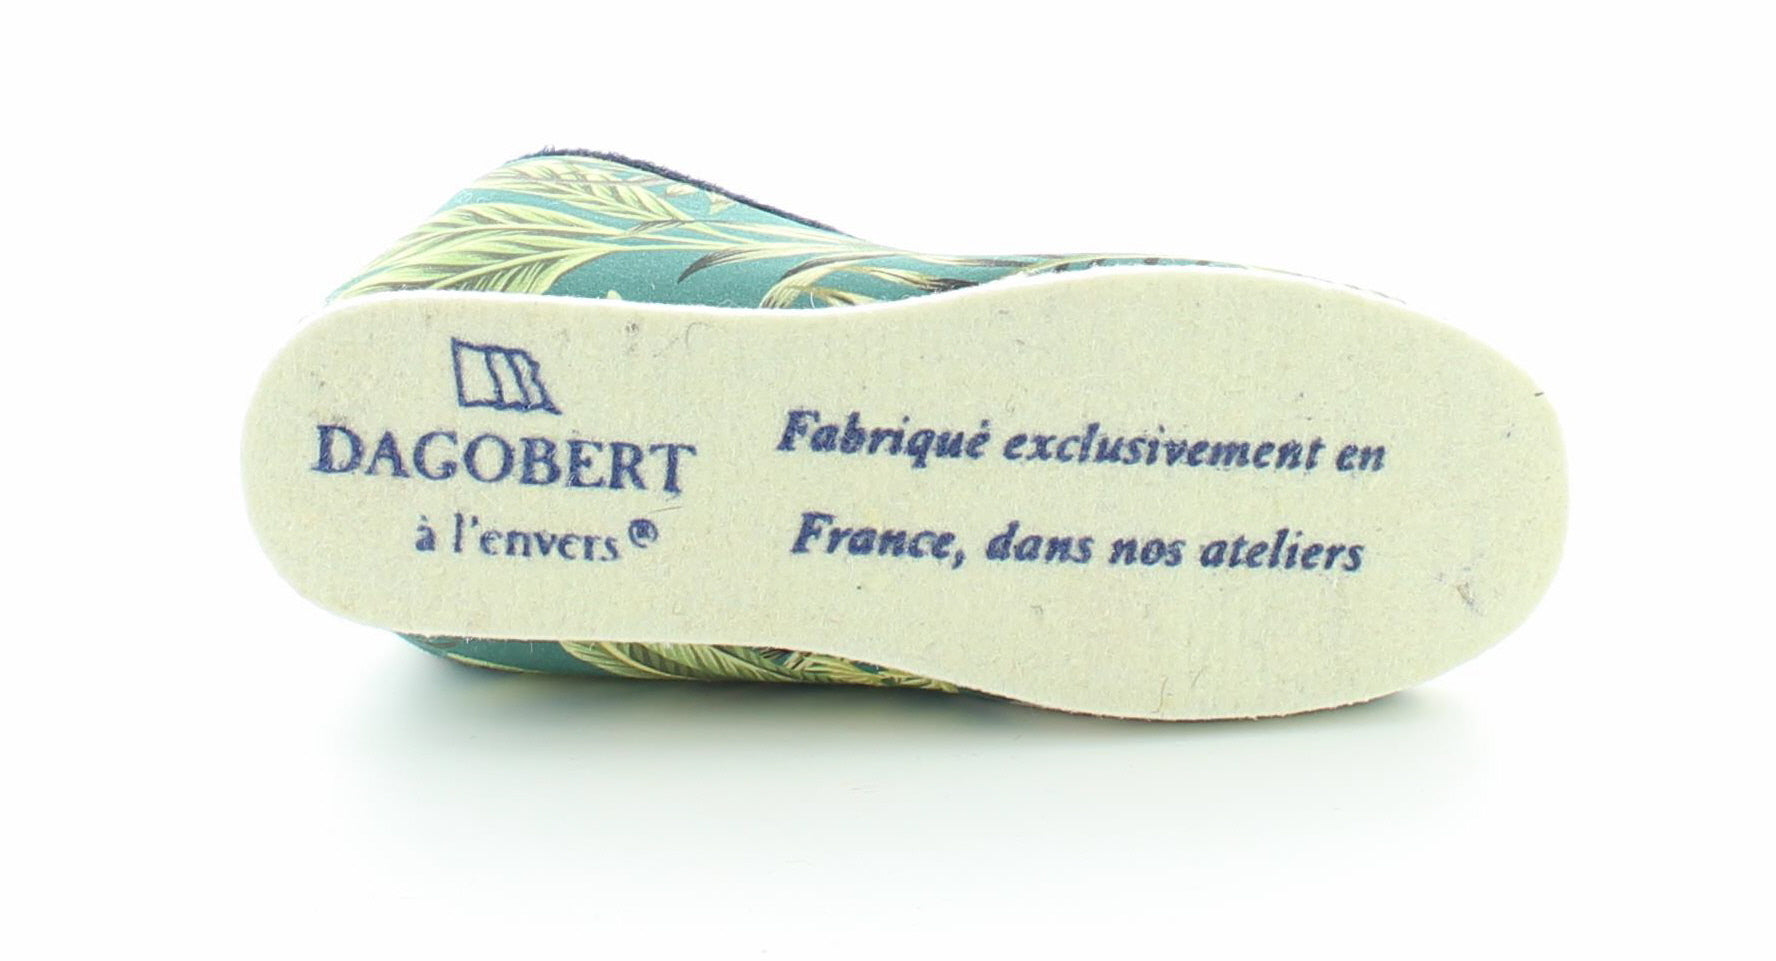 DAGOBERT
à l'envers®
Fabriqué exclusivement en
France, dans nos ateliers